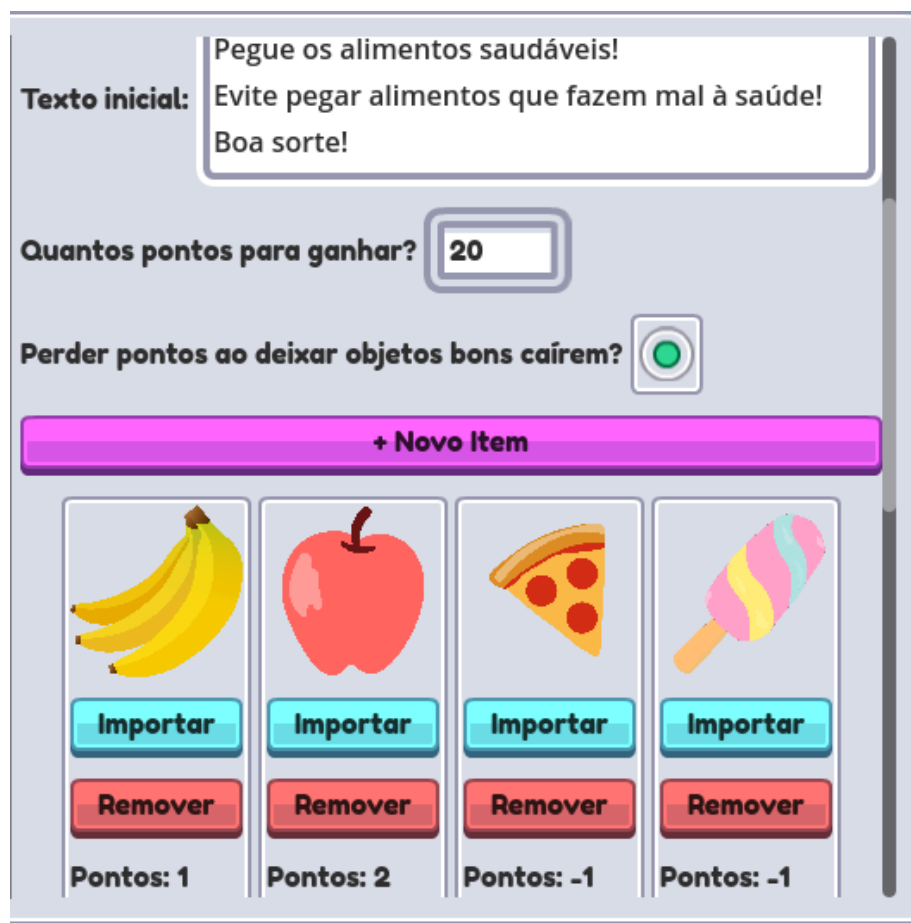 Pegue os alimentos saudáveis!
Texto inicial:
Evite pegar alimentos que fazem mal à saúde!
Boa sorte!
Quantos pontos para ganhar?
20
Perder pontos ao deixar objetos bons caírem?
+ Novo Item
Importar Importar Importar Importar
Remover Remover Remover Remover
Pontos: 1 Pontos: 2 Pontos: -1 Pontos: -1